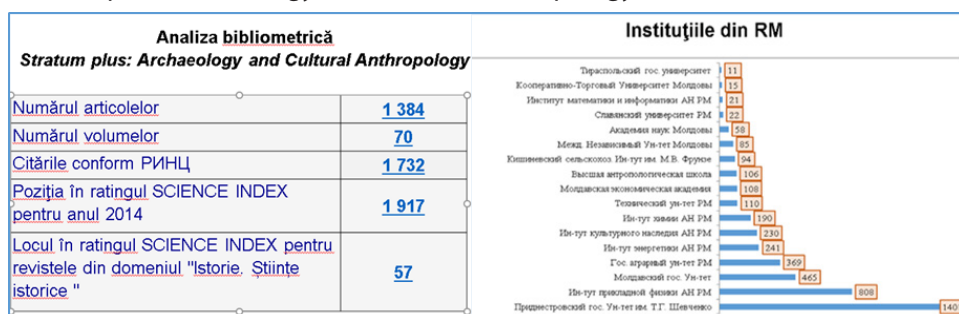 Analiza bibliometrică
Stratum plus: Archaeology and Cultural Anthropology
Numărul articolelor 1 384
Numărul volumelor 70
Citările conform РИНЦ 1 732
Poziția în ratingul SCIENCE INDEX
pentru anul 2014 1 917
Locul în ratingul SCIENCE INDEX pentru
revistele din domeniul "Istorie. Științe
istorice " 57
Instituţiile din RM
Тираспольский гос. университет 11
Кооперативно-Торговый Университет Молдовы 15
Институт математики и информатики АН РМ 21
Славянский университет РМ 22
Академия наук Молдовы 58
Межд. Независимый Ун-тет Молдовы 85
Кишиневский сельскохоз. Ин-тут им. М.В. Фрунзе 94
Высшая антропологическая школа 106
Молдавская экономическая академия 108
Технический ун-тет РМ 110
Ин-тут химии АН РМ 190
Ин-тут культурного наследия АН РМ 230
Ин-тут энергетики АН РМ 241
Гос. аграрный ун-тет РМ 369
Молдавский гос. Ун-тет 465
Ин-тут прикладной физики АН РМ 808
Приднестровский гос. Ун-тет им. Т.Г. Шевченко